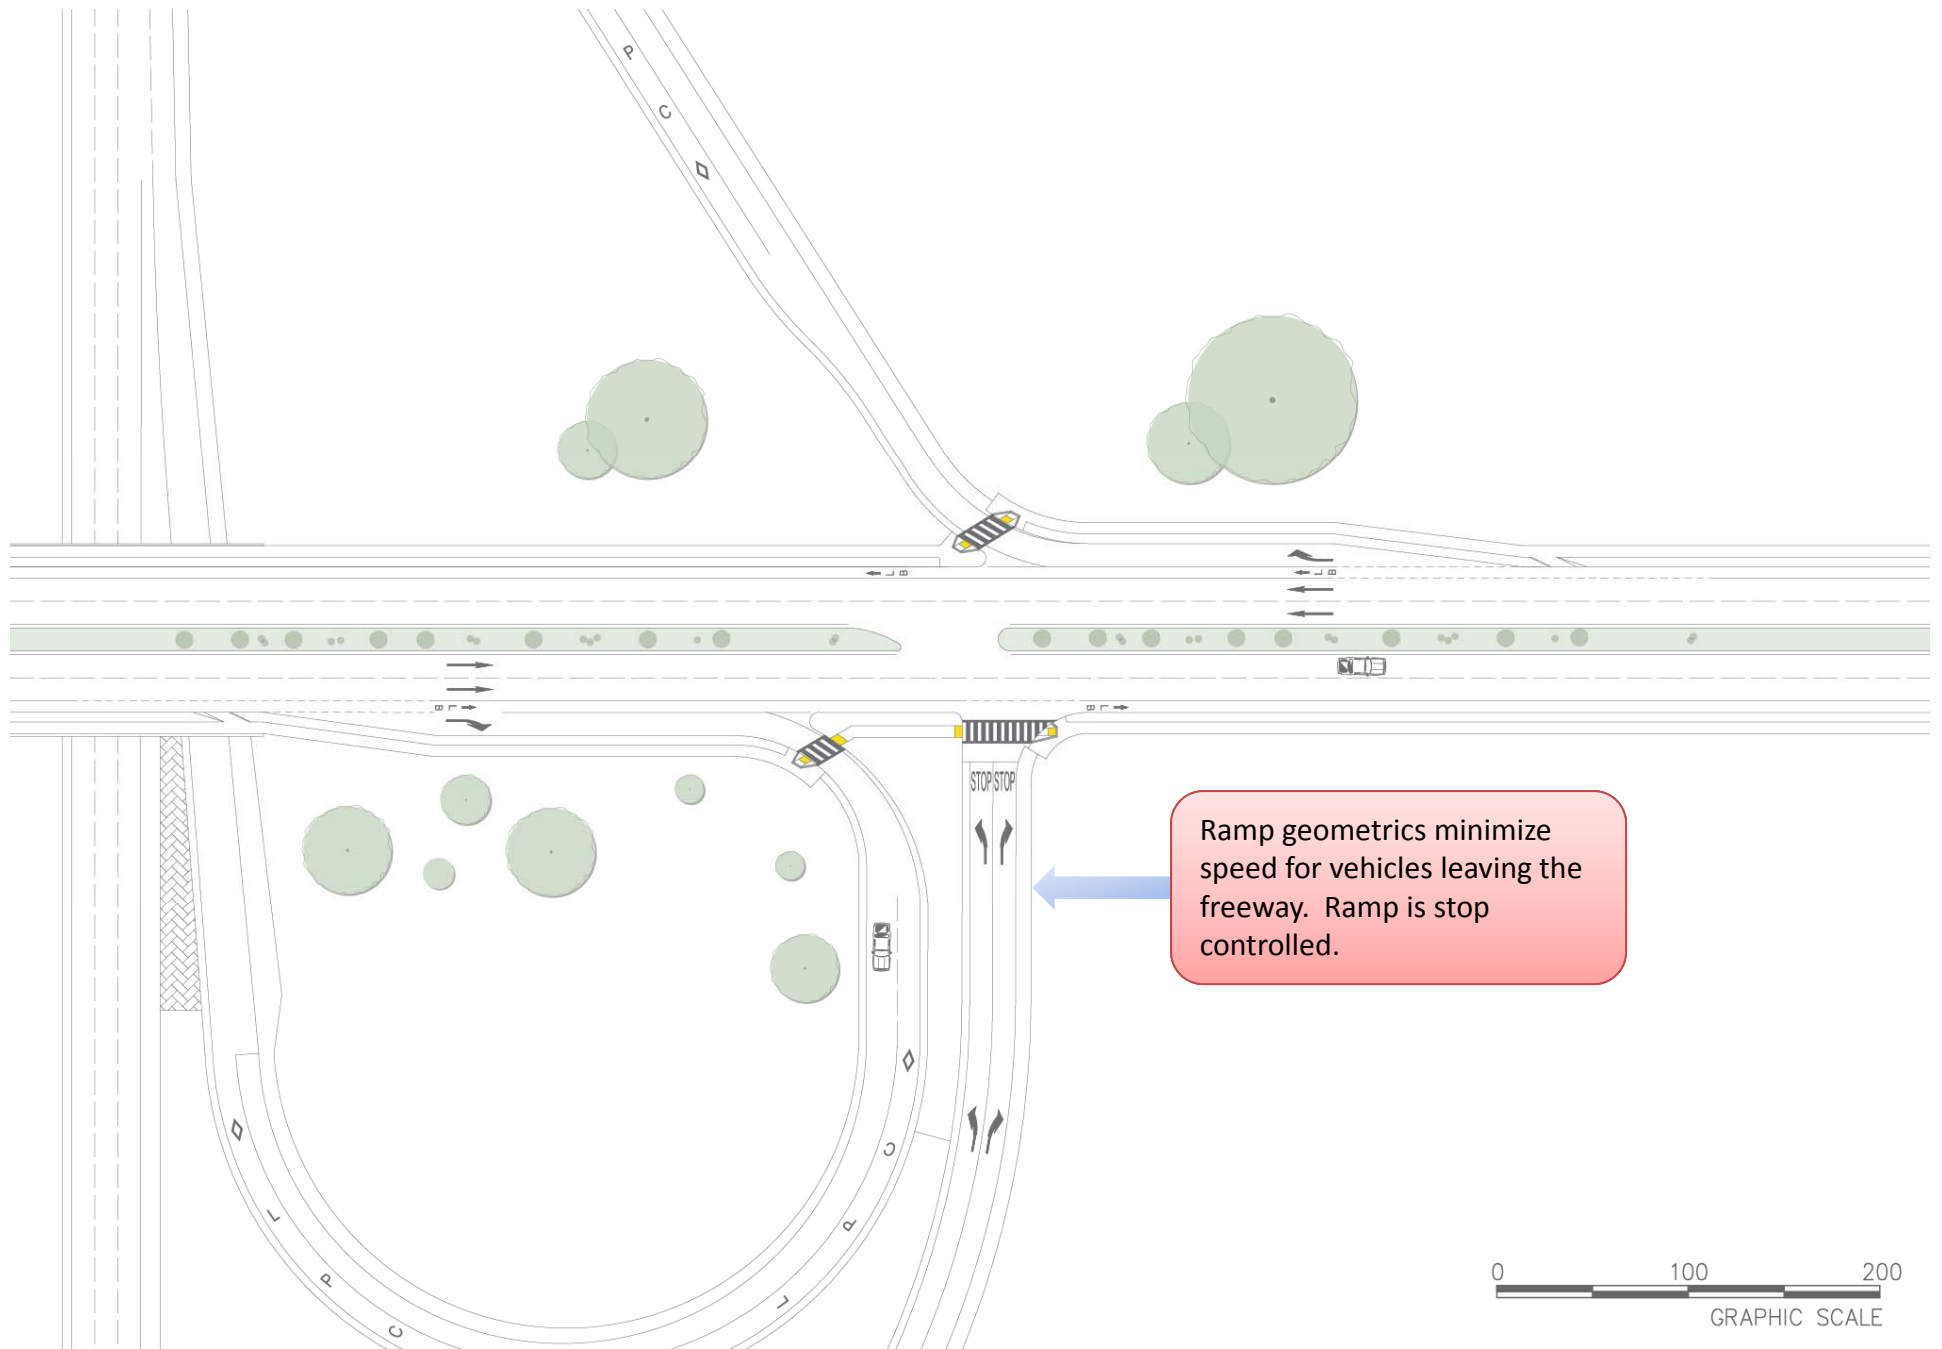 P
C
L B
L B
B L
B L
STOP STOP
Ramp geometrics minimize
speed for vehicles leaving the
freeway.  Ramp is stop
controlled.
C
L
P
P
L
C
0 100 200
GRAPHIC SCALE